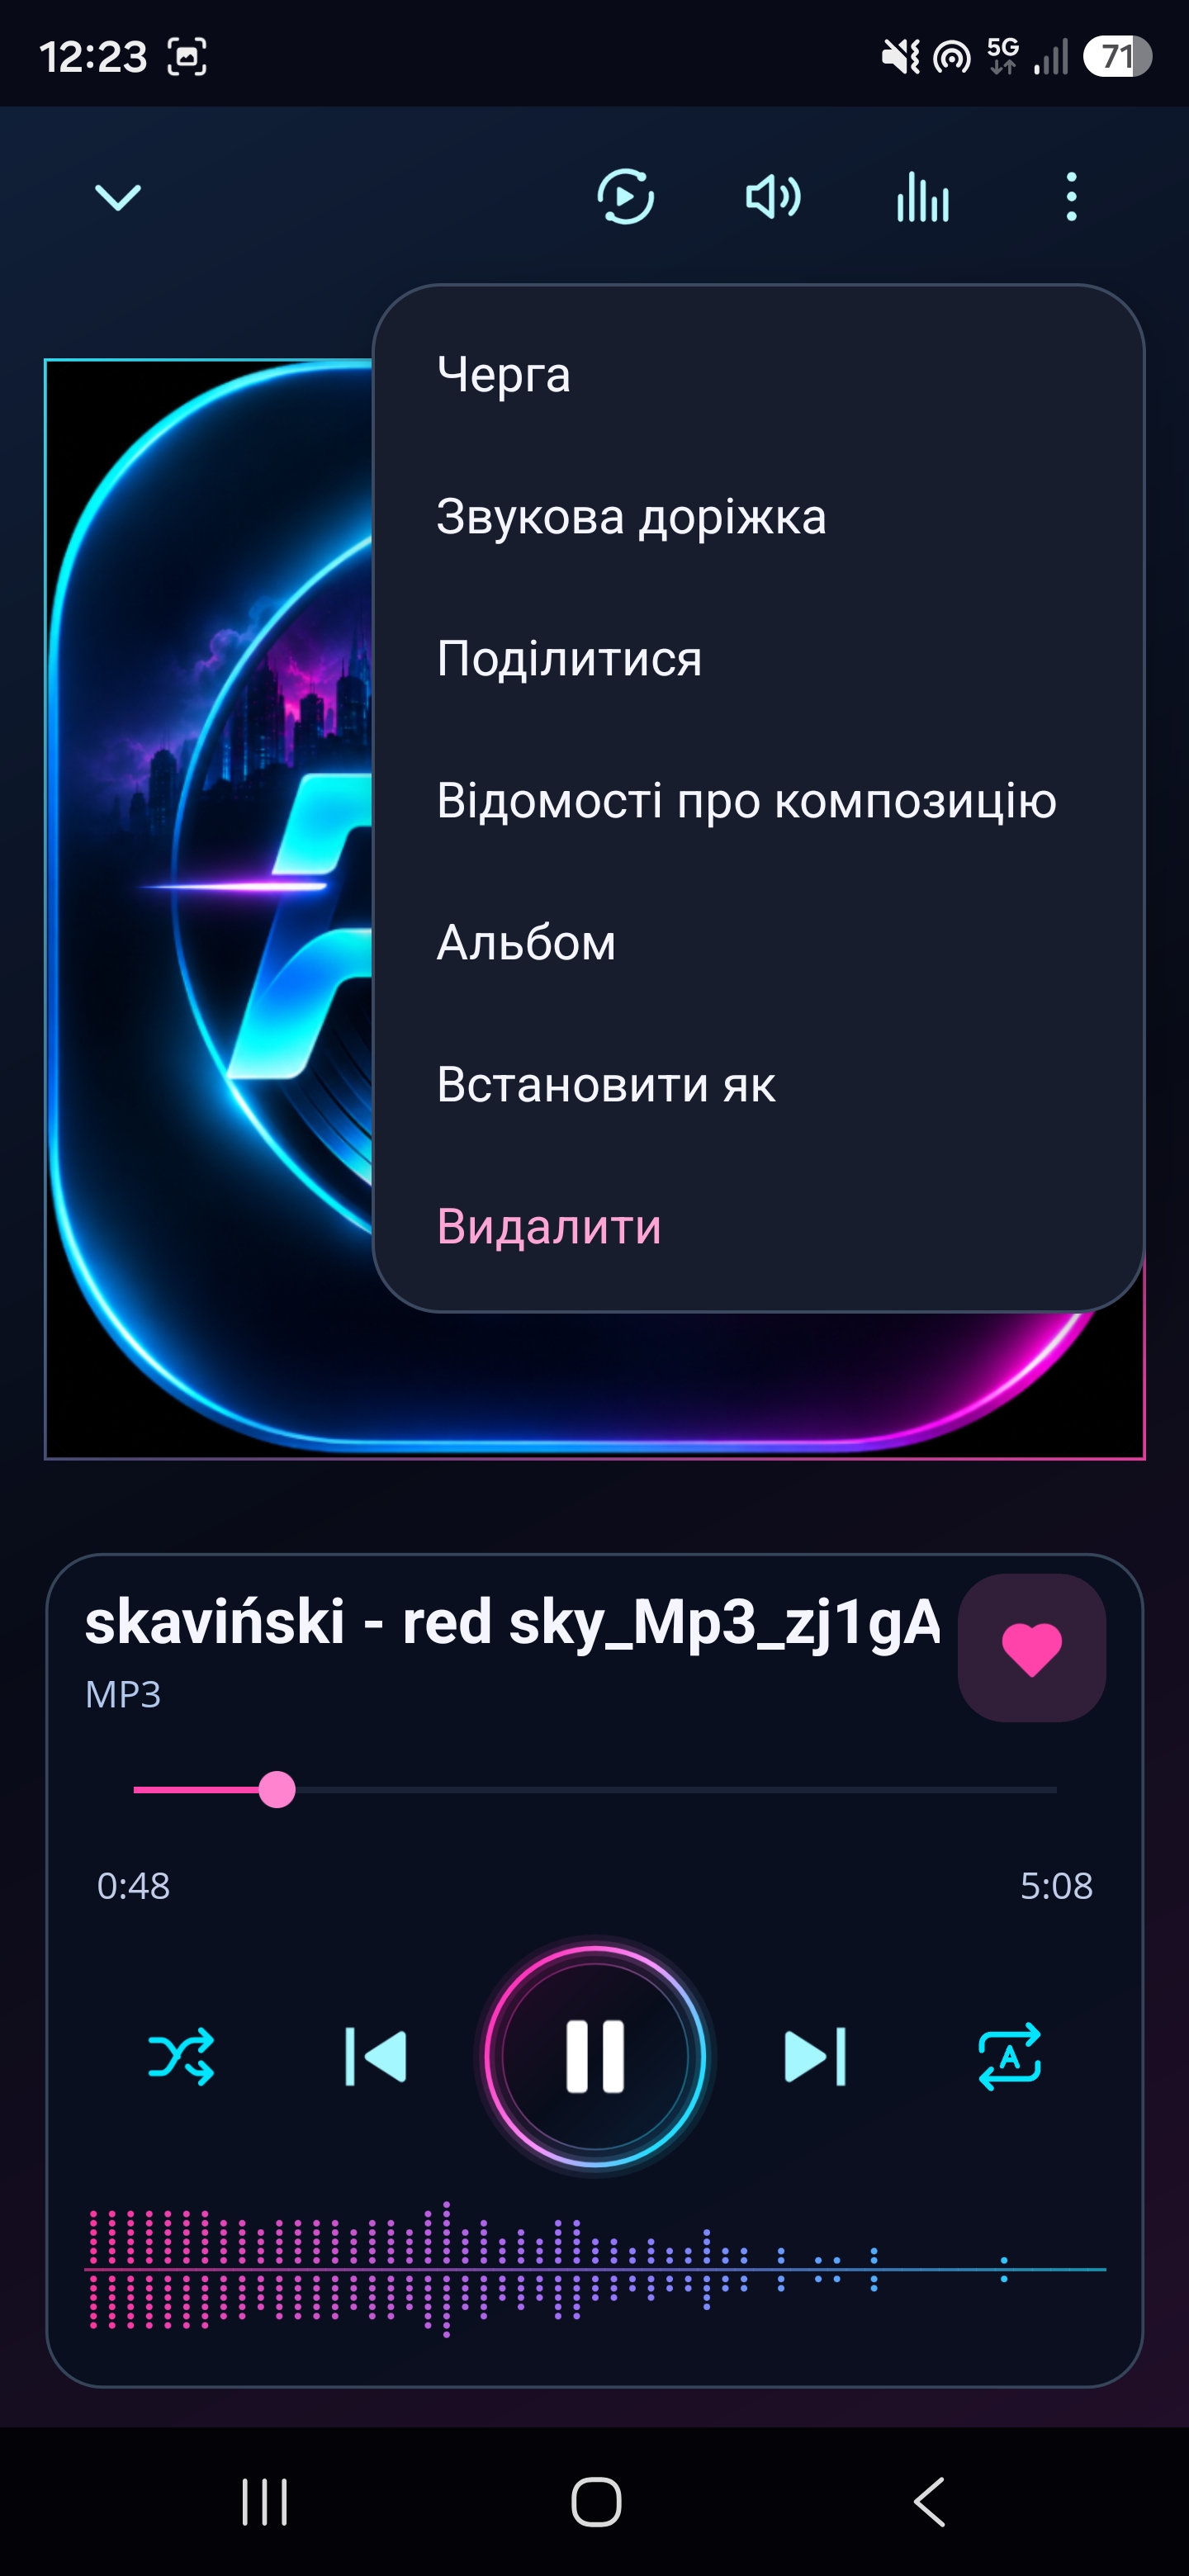 12:23
5G
71
Черга
Звукова доріжка
Поділитися
Відомості про композицію
Альбом
Встановити як
Видалити
skaviński - red sky_Mp3_zj1gA
MP3
0:48
5:08
A